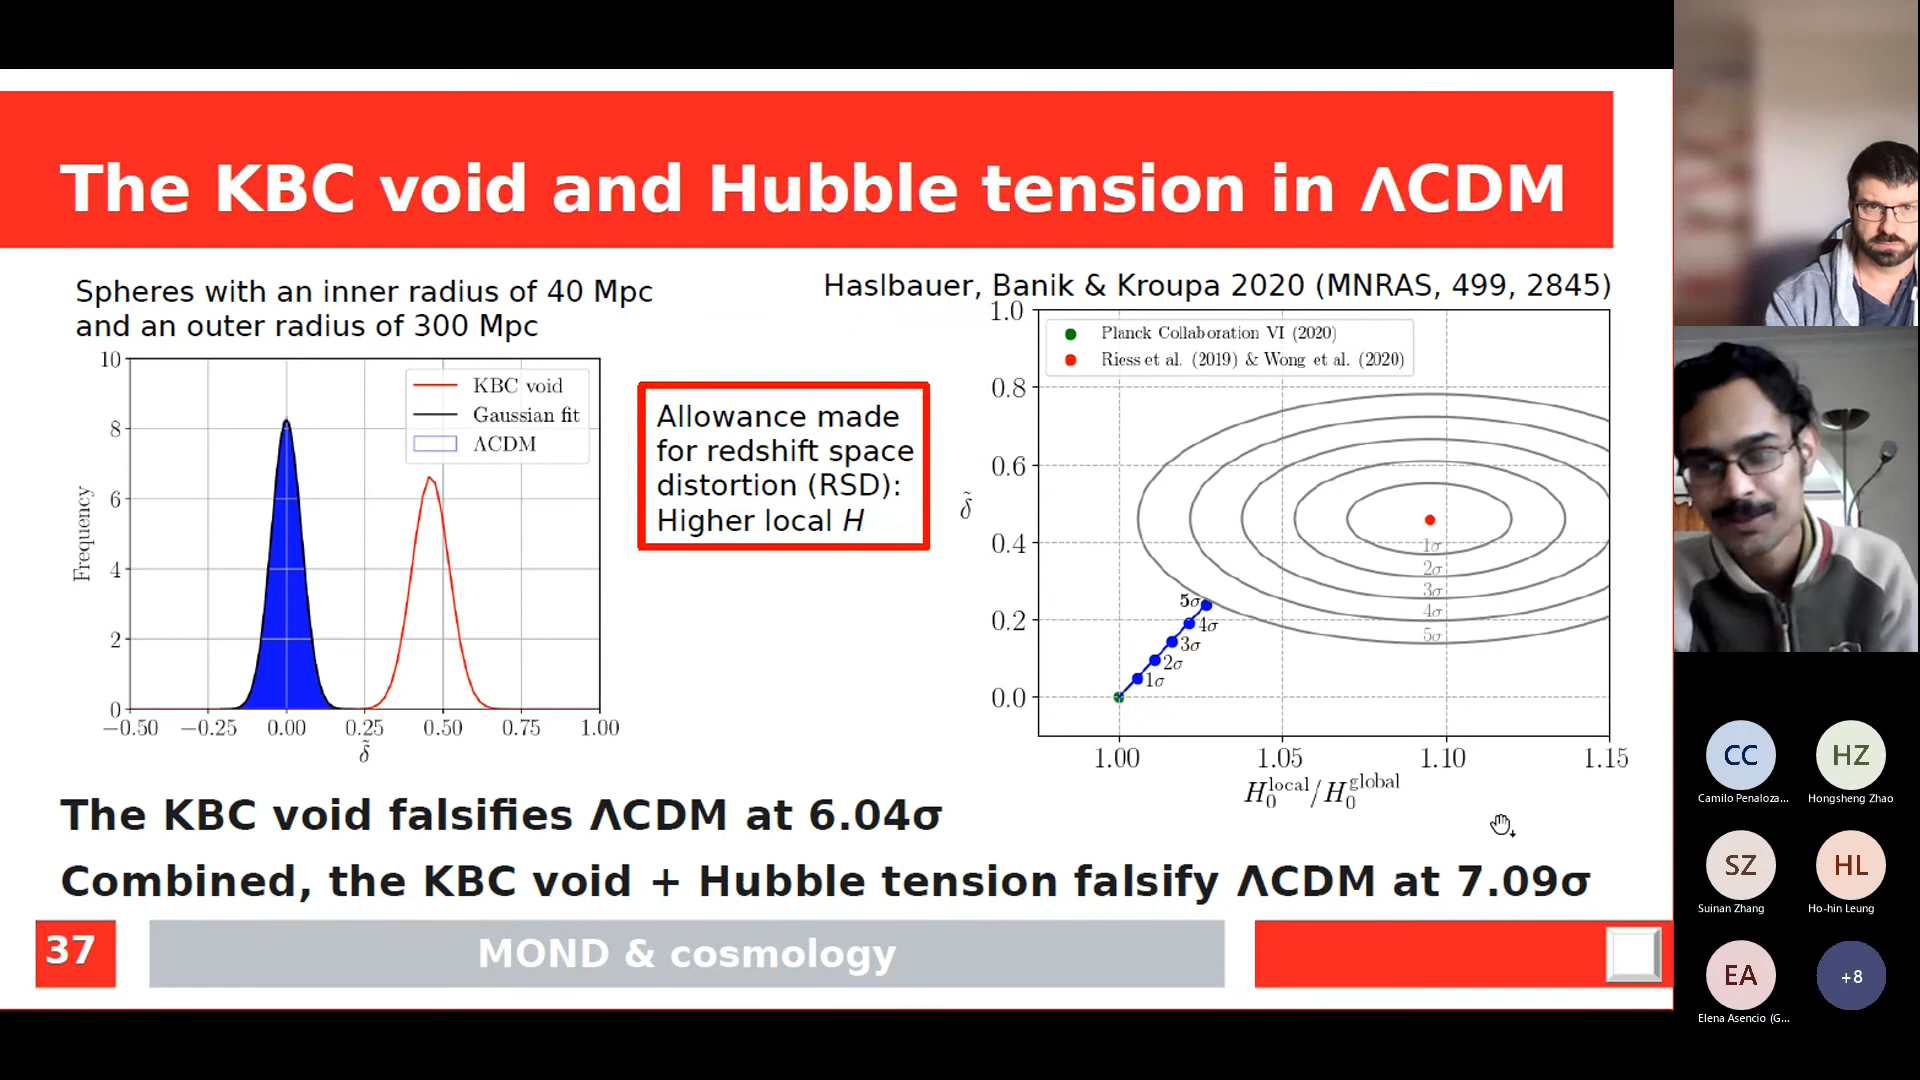 The KBC void and Hubble tension in ΛCDM
Spheres with an inner radius of 40 Mpc
and an outer radius of 300 Mpc
Haslbauer, Banik & Kroupa 2020 (MNRAS, 499, 2845)
10
8
6
4
2
0
Frequency
−0.50 −0.25 0.00 0.25 0.50 0.75 1.00
δ̃
KBC void
Gaussian fit
ΛCDM
Allowance made
for redshift space
distortion (RSD):
Higher local H
1.0
0.8
0.6
0.4
0.2
0.0
δ̃
Planck Collaboration VI (2020)
Riess et al. (2019) & Wong et al. (2020)
1σ
2σ
3σ
4σ
5σ
5σ
4σ
3σ
2σ
1σ
1.00 1.05 1.10 1.15
H₀^local/H₀^global
The KBC void falsifies ΛCDM at 6.04σ
Combined, the KBC void + Hubble tension falsify ΛCDM at 7.09σ
37
MOND & cosmology
CC
Camilo Penaloza...
HZ
Hongsheng Zhao
SZ
Suinan Zhang
HL
Ho-hin Leung
EA
Elena Asencio (G...
+8